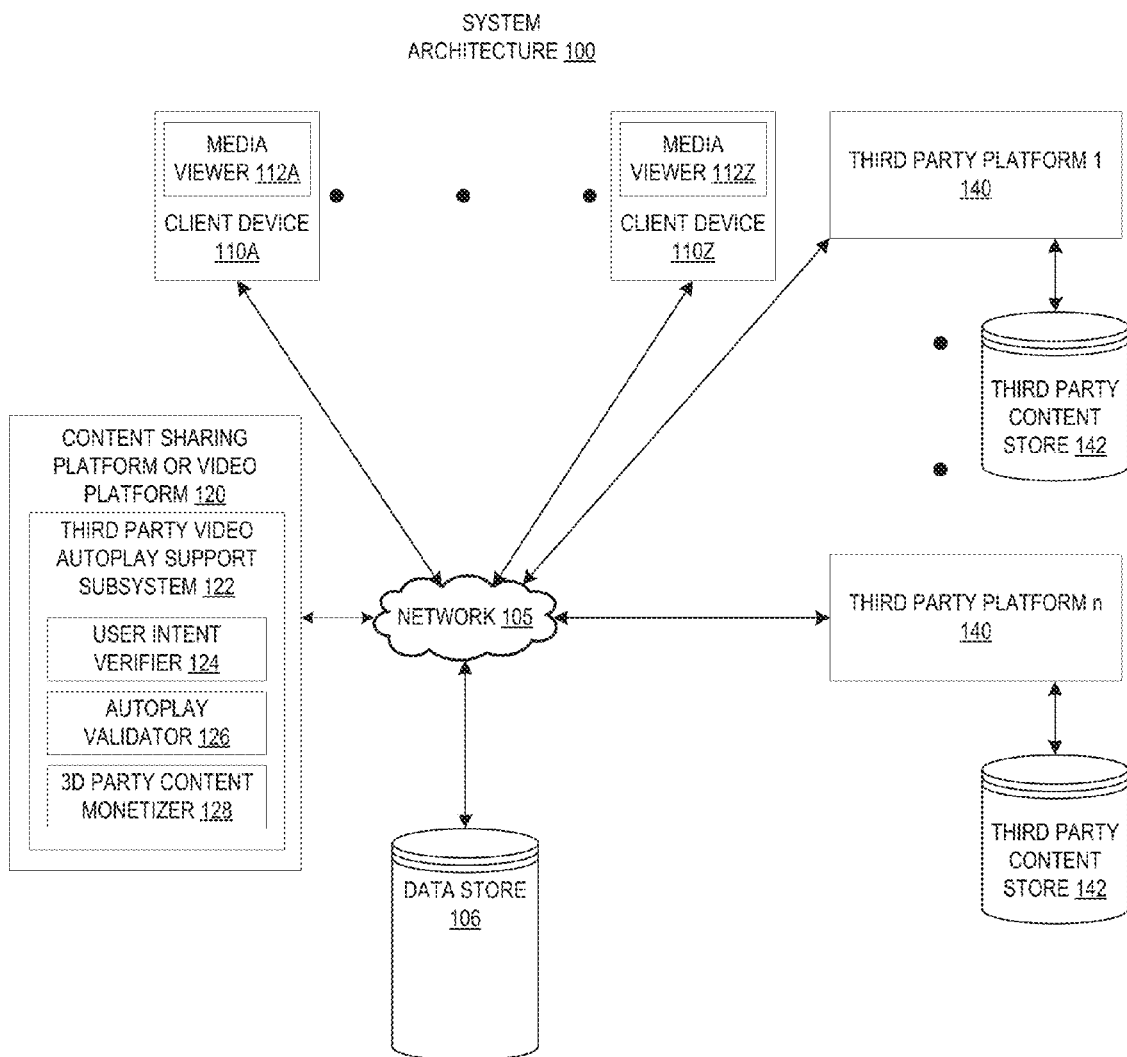 SYSTEM
ARCHITECTURE 100
MEDIA
VIEWER 112A
CLIENT DEVICE
110A
MEDIA
VIEWER 112Z
CLIENT DEVICE
110Z
THIRD PARTY PLATFORM 1
140
THIRD PARTY
CONTENT
STORE 142
CONTENT SHARING
PLATFORM OR VIDEO
PLATFORM 120
THIRD PARTY VIDEO
AUTOPLAY SUPPORT
SUBSYSTEM 122
USER INTENT
VERIFIER 124
AUTOPLAY
VALIDATOR 126
3D PARTY CONTENT
MONETIZER 128
NETWORK 105
THIRD PARTY PLATFORM n
140
THIRD PARTY
CONTENT
STORE 142
DATA STORE
106